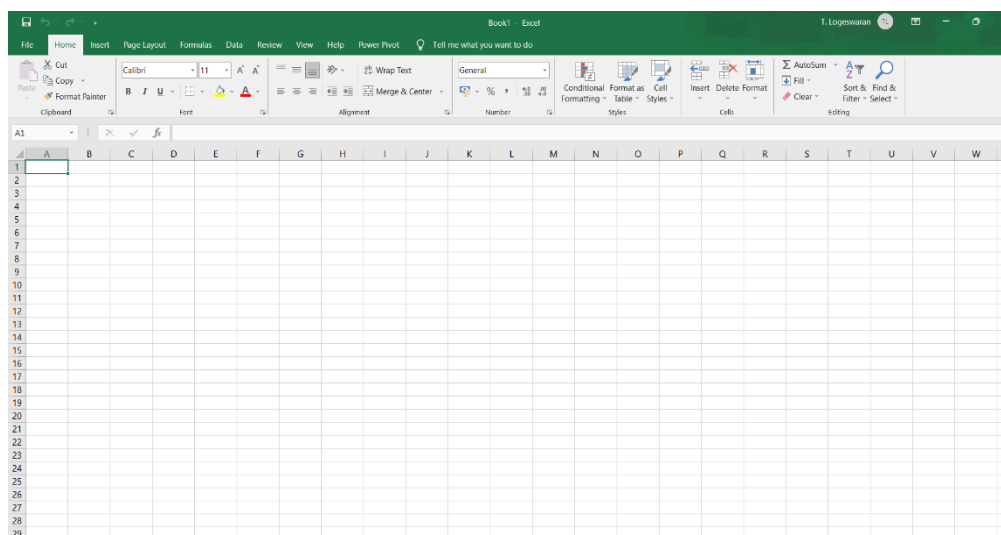 Book1 - Excel
T. Logeswaran TL
File Home Insert Page Layout Formulas Data Review View Help Power Pivot Tell me what you want to do
Paste
Cut
Copy
Format Painter
Clipboard
Calibri 11 A A
B I U A
Font
Wrap Text
Merge & Center
Alignment
General
% ,
Number
Conditional Formatting
Format as Table
Cell Styles
Styles
Insert Delete Format
Cells
AutoSum
Fill
Clear
Sort & Filter
Find & Select
Editing
A1 fx
A B C D E F G H I J K L M N O P Q R S T U V W
1
2
3
4
5
6
7
8
9
10
11
12
13
14
15
16
17
18
19
20
21
22
23
24
25
26
27
28
29